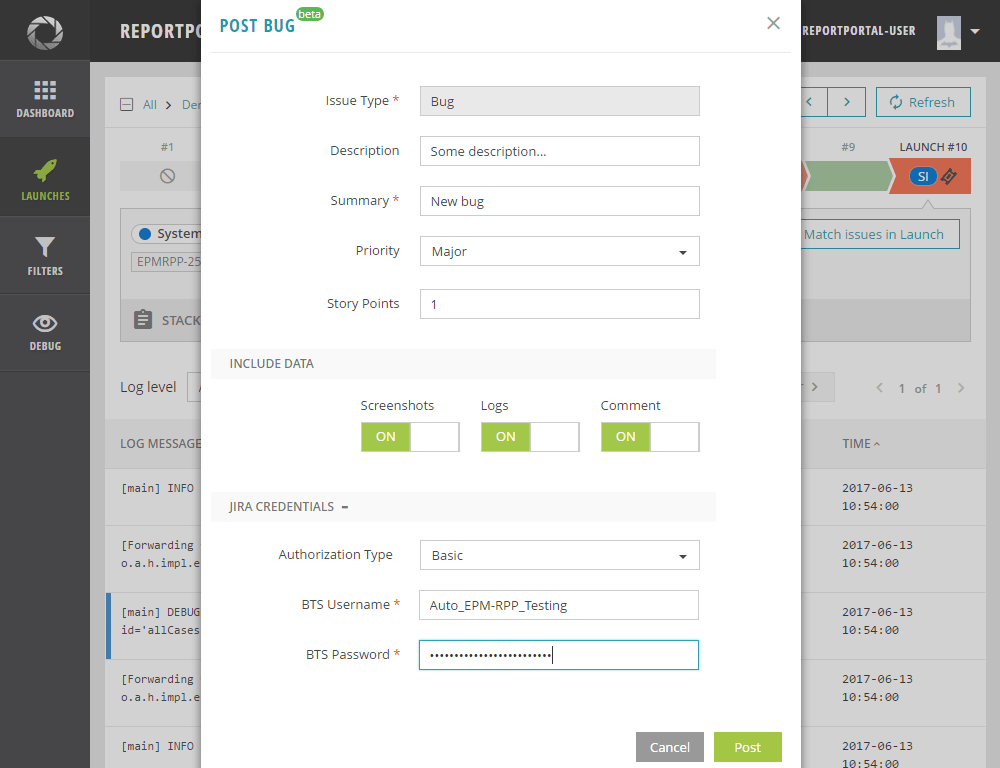 REPORTPO
POST BUG beta
REPORTPORTAL-USER
DASHBOARD
LAUNCHES
FILTERS
DEBUG
All
Refresh
#1
#9
LAUNCH #10
SI
System
EPMRPP-25
Match issues in Launch
STACK
Log level
1 of 1
LOG MESSAGE
TIME
[main] INFO
2017-06-13
10:54:00
[Forwarding
o.a.h.impl.e
2017-06-13
10:54:00
[main] DEBUG
id='allCases
2017-06-13
10:54:00
[Forwarding
o.a.h.impl.e
2017-06-13
10:54:00
[main] INFO
2017-06-13
10:54:00
Issue Type *
Bug
Description
Some description...
Summary *
New bug
Priority
Major
Story Points
1
INCLUDE DATA
Screenshots
Logs
Comment
ON
ON
ON
JIRA CREDENTIALS
Authorization Type
Basic
BTS Username *
Auto_EPM-RPP_Testing
BTS Password *
Cancel
Post